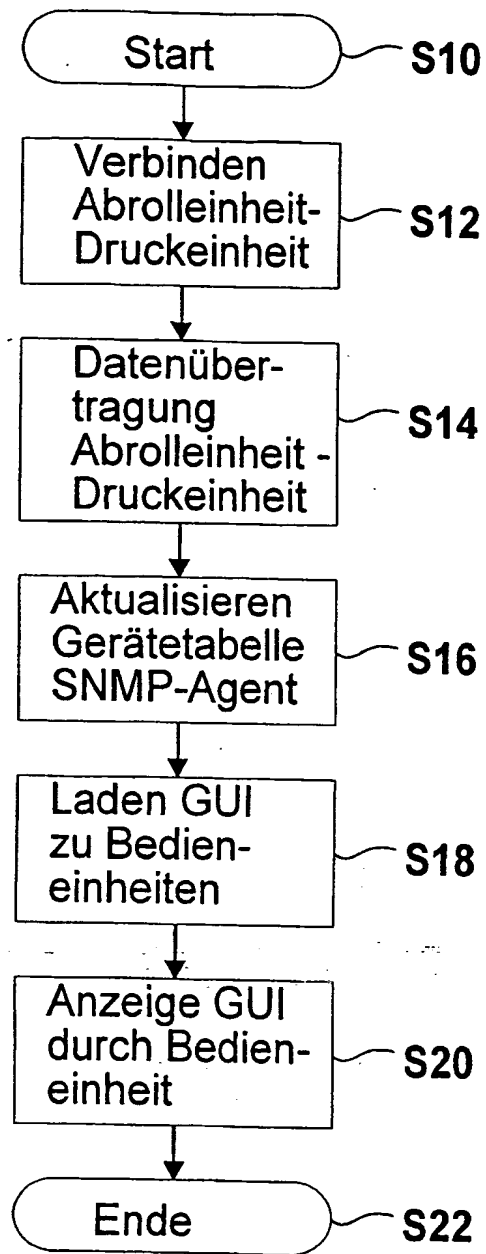 Start
S10
Verbinden
Abrolleinheit-
Druckeinheit
S12
Datenüber-
tragung
Abrolleinheit -
Druckeinheit
S14
Aktualisieren
Gerätetabelle
SNMP-Agent
S16
Laden GUI
zu Bedien-
einheiten
S18
Anzeige GUI
durch Bedien-
einheit
S20
Ende
S22